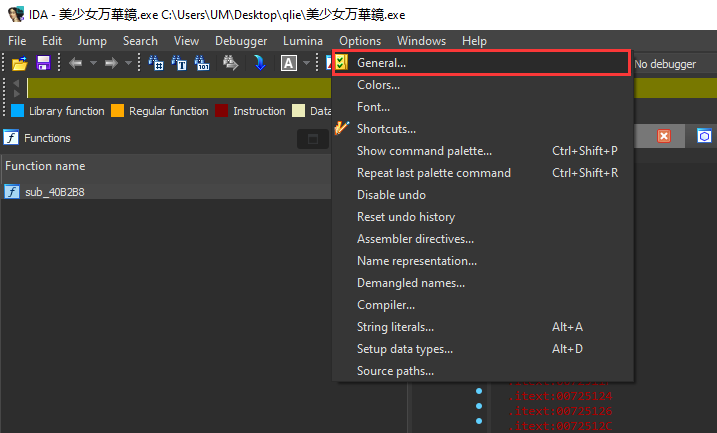 IDA - 美少女万華鏡.exe C:\Users\UM\Desktop\qlie\美少女万華鏡.exe
File Edit Jump Search View Debugger Lumina Options Windows Help
General...
No debugger
Colors...
Library function Regular function Instruction Data
Font...
Functions
Shortcuts...
Show command palette... Ctrl+Shift+P
Function name
Repeat last palette command Ctrl+Shift+R
sub_40B2B8
Disable undo
Reset undo history
Assembler directives...
Name representation...
Demangled names...
Compiler...
String literals... Alt+A
Setup data types... Alt+D
Source paths...
.itext:00725124
.itext:00725126